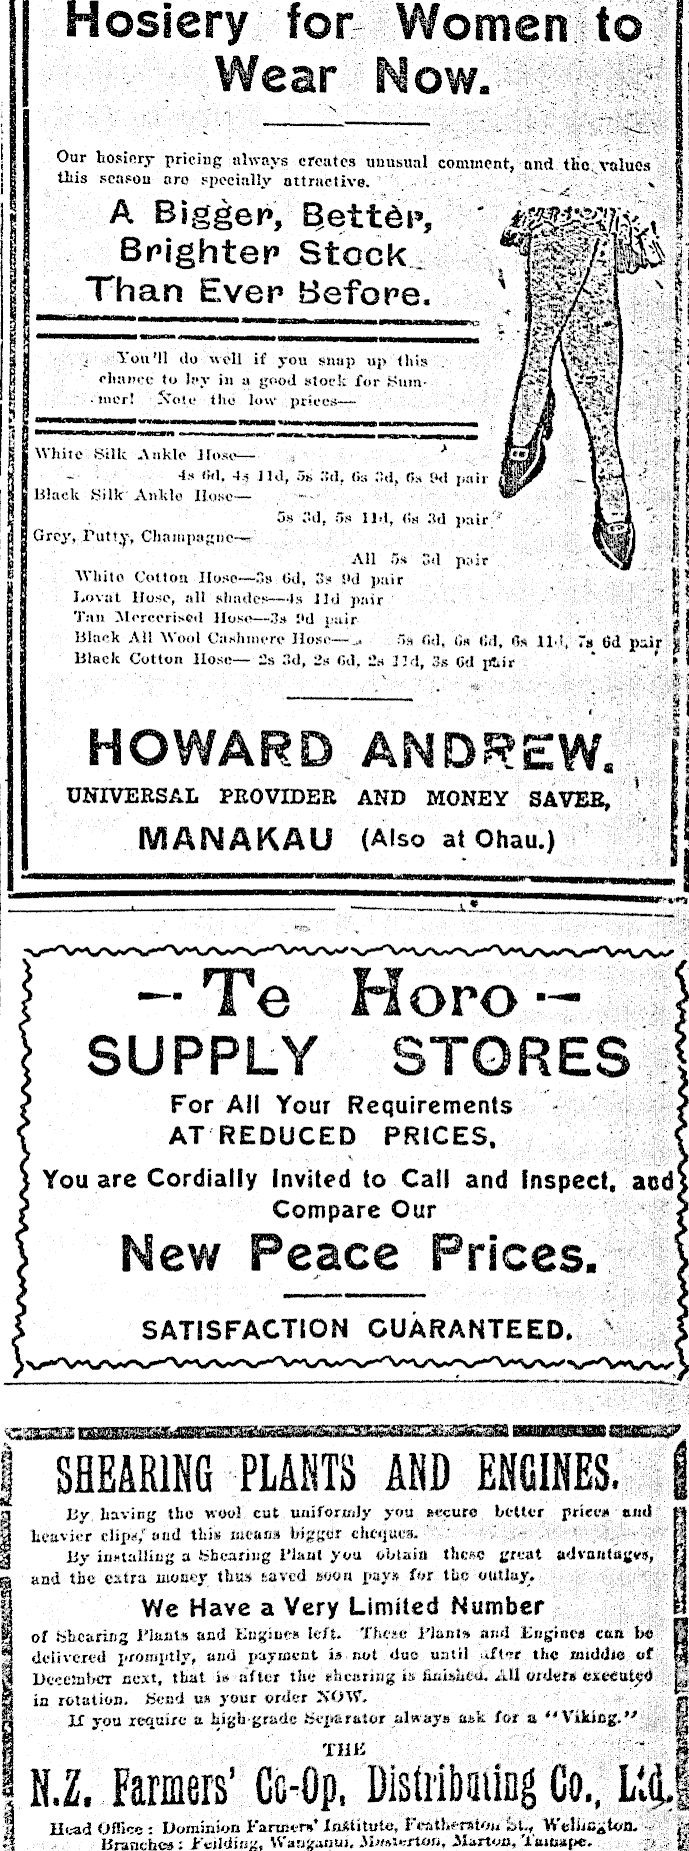 Hosiery for Women to
Wear Now.
Our hosiery pricing always creates unusual comment, and the values
this season are specially attractive.
A Bigger, Better,
Brighter Stock
Than Ever Before.
You'll do well if you snap up this
chance to lay in a good stock for Sum-
mer! Note the low prices—
White Silk Ankle Hose—
4s 6d, 4s 11d, 5s 3d, 6s 3d, 6s 9d pair
Black Silk Ankle Hose—
5s 3d, 5s 11d, 6s 3d pair
Grey, Putty, Champagne—
All 5s 3d pair
White Cotton Hose—3s 6d, 3s 9d pair
Lovat Hose, all shades—4s 11d pair
Tan Mercerised Hose—3s 9d pair
Black All Wool Cashmere Hose— 5s 6d, 6s 6d, 6s 11d, 7s 6d pair
Black Cotton Hose— 2s 3d, 2s 6d, 2s 11d, 3s 6d pair
HOWARD ANDREW.
UNIVERSAL PROVIDER AND MONEY SAVER,
MANAKAU (Also at Ohau.)
—·Te Horo·—
SUPPLY STORES
For All Your Requirements
AT REDUCED PRICES,
You are Cordially Invited to Call and Inspect, and
Compare Our
New Peace Prices.
SATISFACTION GUARANTEED.
SHEARING PLANTS AND ENGINES.
By having the wool cut uniformly you secure better prices and
heavier clips, and this means bigger cheques.
By installing a Shearing Plant you obtain these great advantages,
and the extra money thus saved soon pays for the outlay.
We Have a Very Limited Number
of Shearing Plants and Engines left. These Plants and Engines can be
delivered promptly, and payment is not due until after the middle of
December next, that is after the shearing is finished. All orders executed
in rotation. Send us your order NOW.
If you require a high-grade Separator always ask for a "Viking."
THE
N.Z. Farmers' Co-Op. Distributing Co., Ltd.
Head Office: Dominion Farmers' Institute, Featherston St., Wellington.
Branches: Feilding, Wanganui, Masterton, Marton, Taihape.